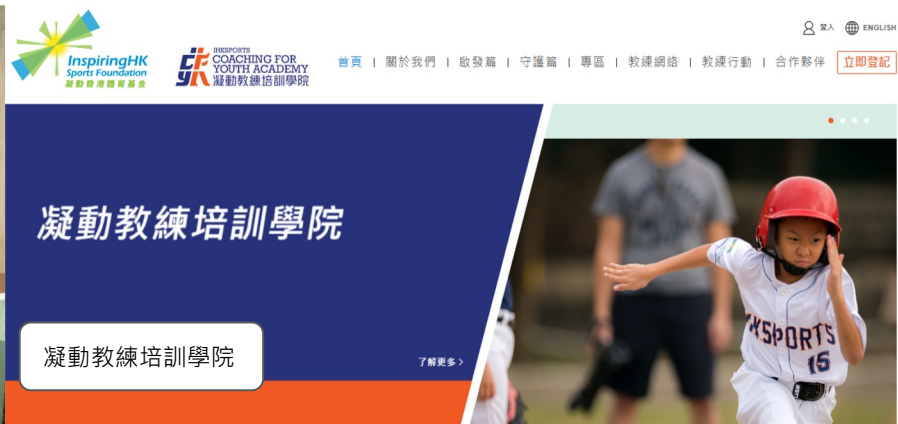 InspiringHK
Sports Foundation
凝動香港體育基金
IHKSPORTS
COACHING FOR
YOUTH ACADEMY
凝動教練培訓學院
登入
ENGLISH
首頁 | 關於我們 | 啟發篇 | 守護篇 | 專區 | 教練網絡 | 教練行動 | 合作夥伴
立即登記
凝動教練培訓學院
了解更多 >
凝動教練培訓學院
KSPORTS
15